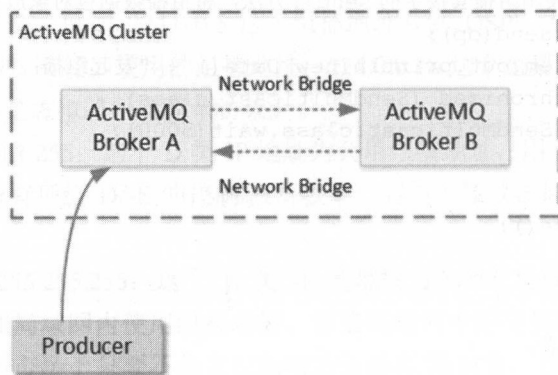 ActiveMQ Cluster
Network Bridge
ActiveMQ
Broker A
ActiveMQ
Broker B
Network Bridge
Producer